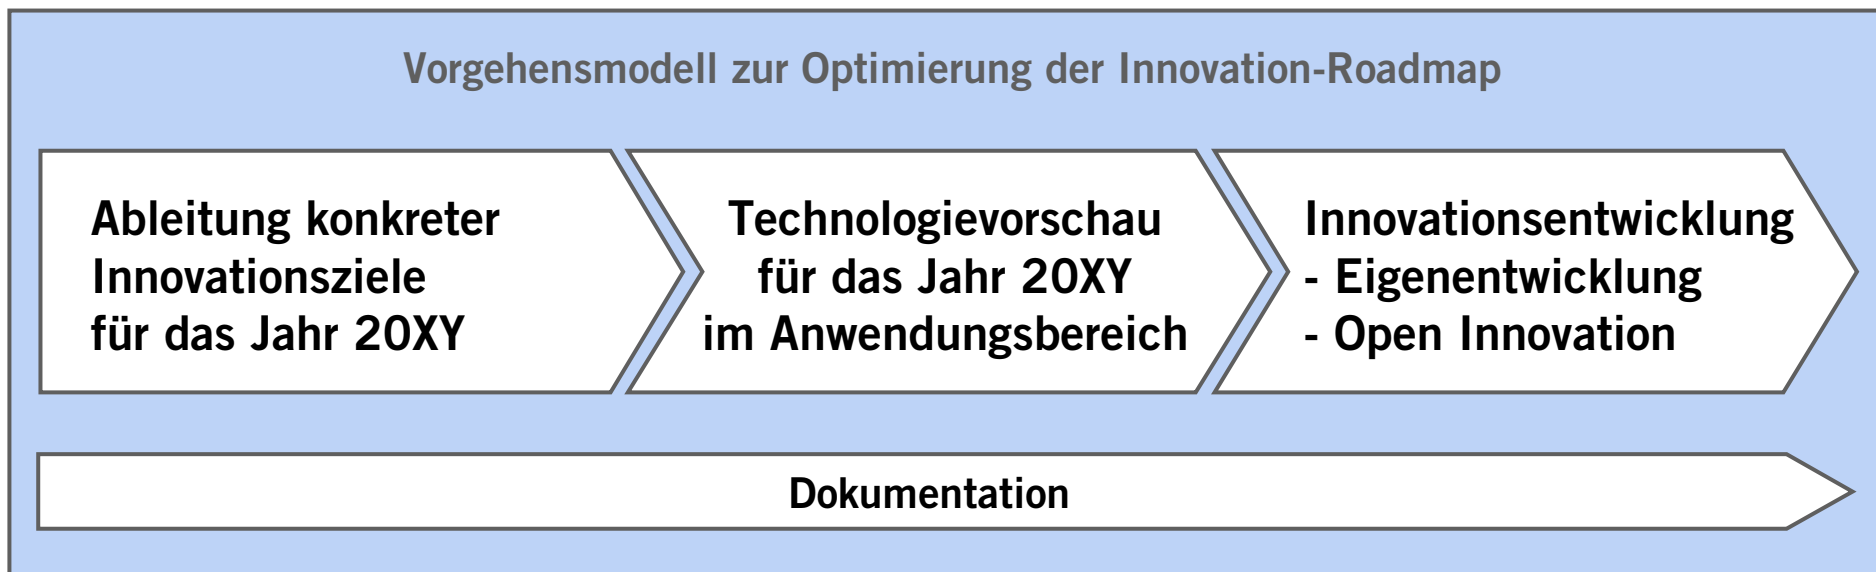 Vorgehensmodell zur Optimierung der Innovation-Roadmap
Ableitung konkreter
Innovationsziele
für das Jahr 20XY
Technologievorschau
für das Jahr 20XY
im Anwendungsbereich
Innovationsentwicklung
- Eigenentwicklung
- Open Innovation
Dokumentation